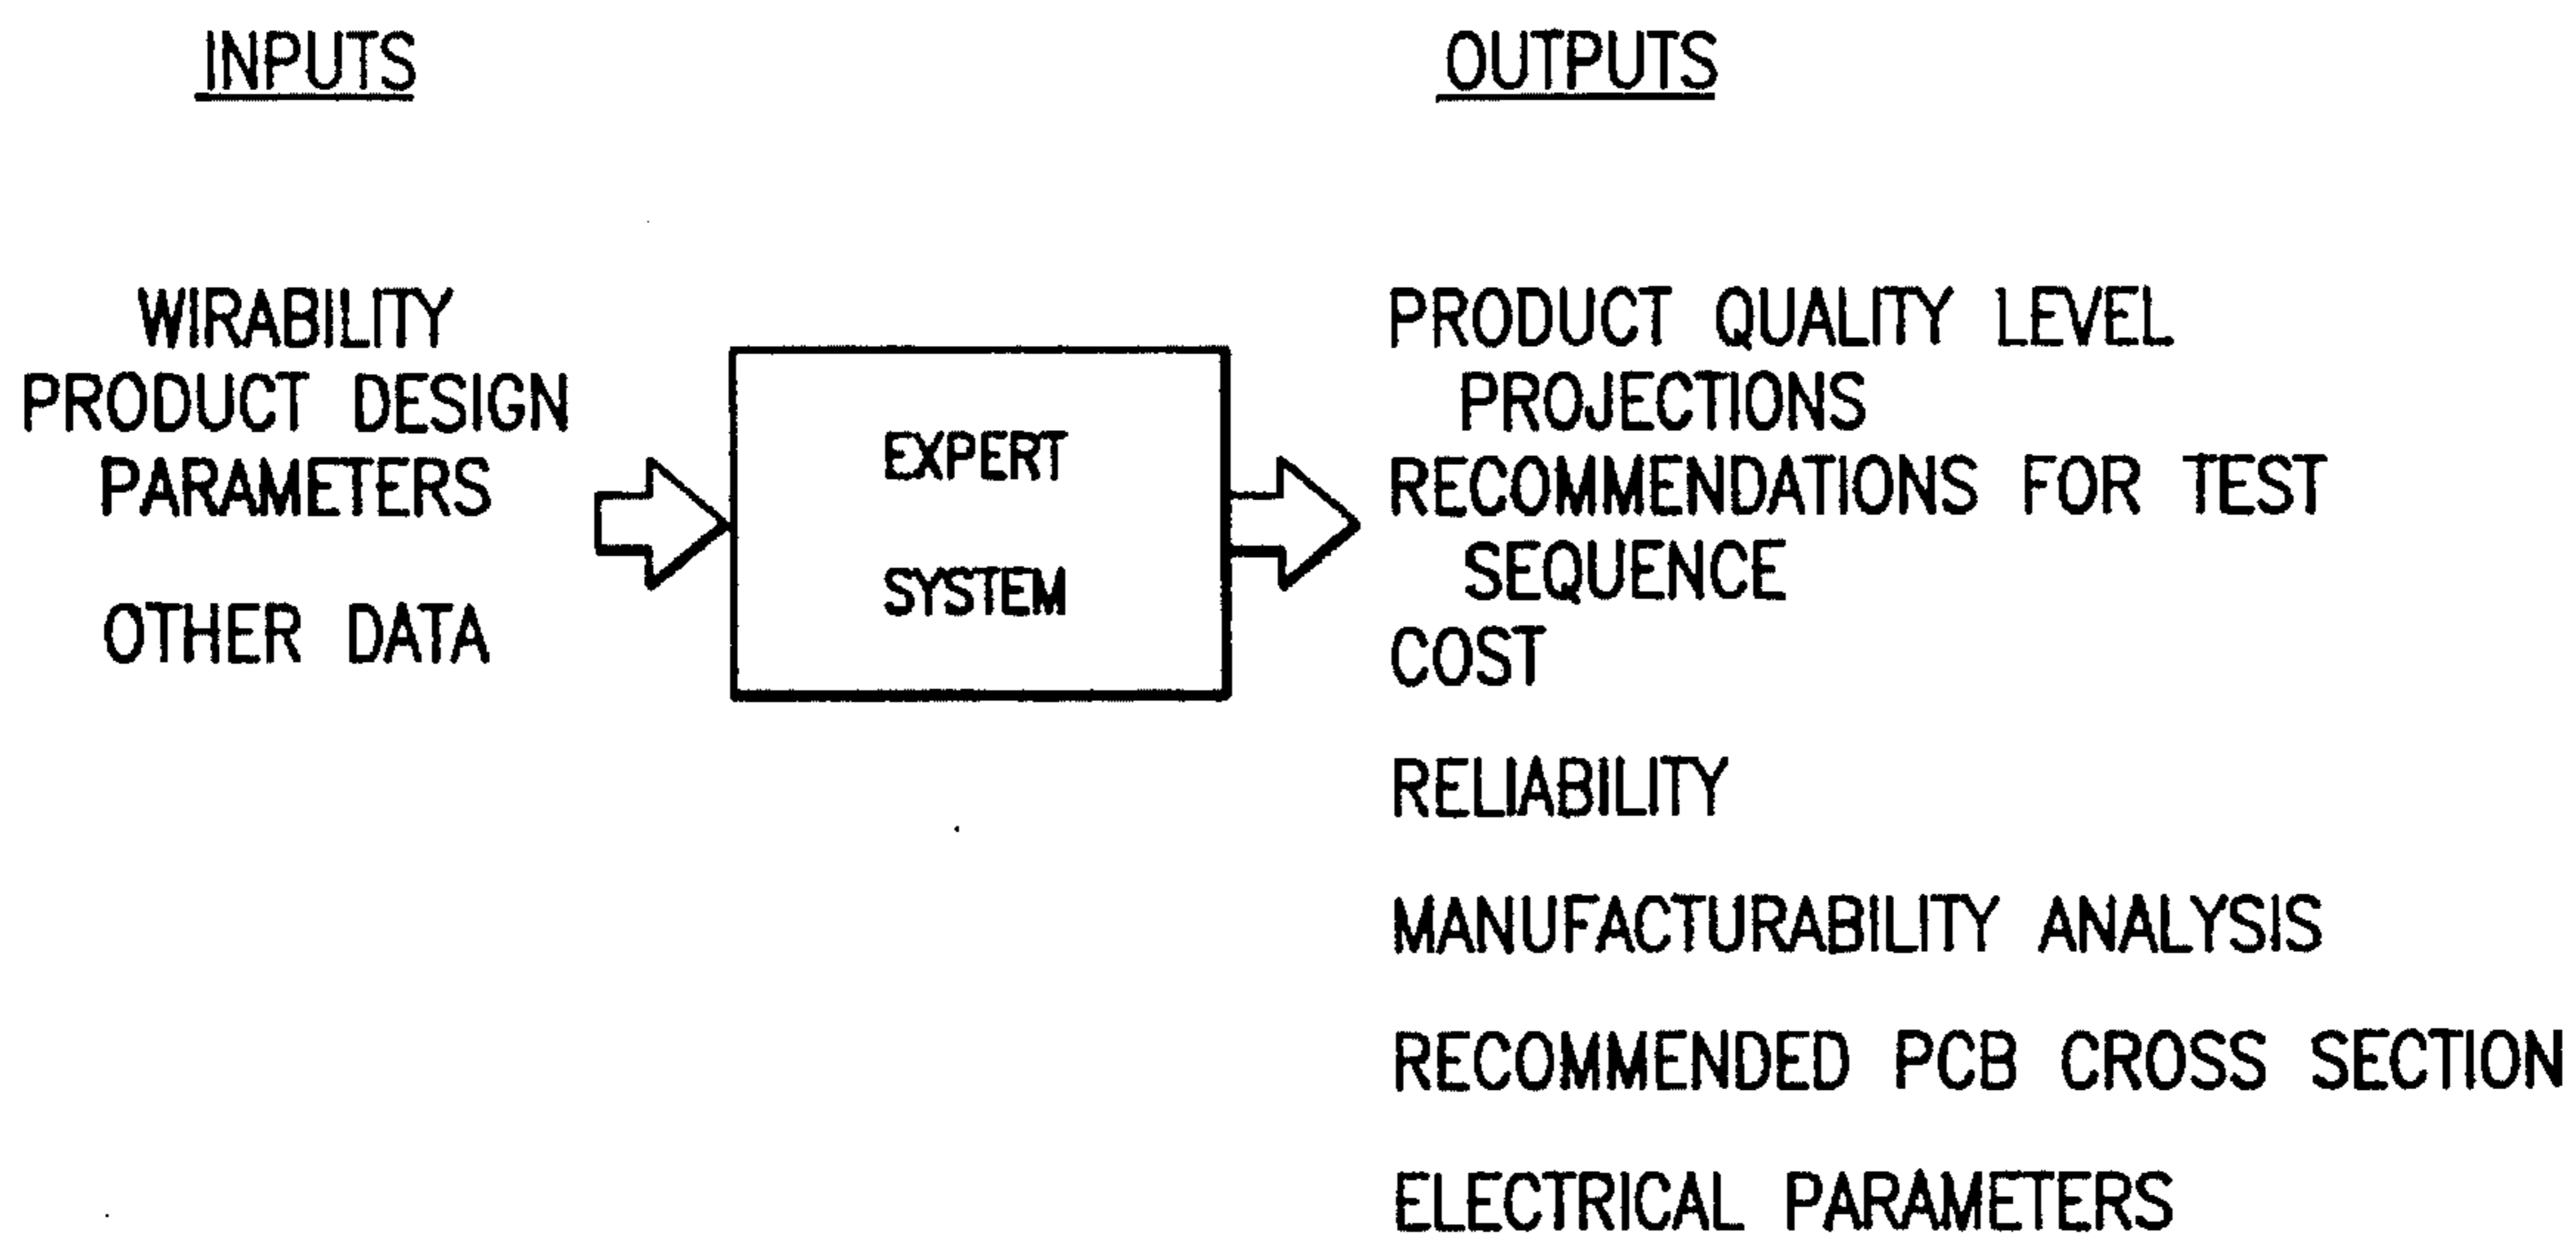 INPUTS
WIRABILITY
PRODUCT DESIGN
PARAMETERS
OTHER DATA
EXPERT
SYSTEM
OUTPUTS
PRODUCT QUALITY LEVEL
PROJECTIONS
RECOMMENDATIONS FOR TEST
SEQUENCE
COST
RELIABILITY
MANUFACTURABILITY ANALYSIS
RECOMMENDED PCB CROSS SECTION
ELECTRICAL PARAMETERS